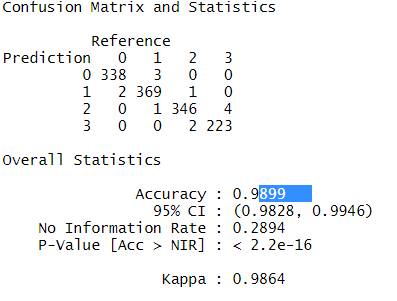 Confusion Matrix and Statistics
Reference
Prediction 0 1 2 3
0 338 3 0 0
1 2 369 1 0
2 0 1 346 4
3 0 0 2 223
Overall Statistics
Accuracy : 0.9899
95% CI : (0.9828, 0.9946)
No Information Rate : 0.2894
P-Value [Acc > NIR] : < 2.2e-16
Kappa : 0.9864